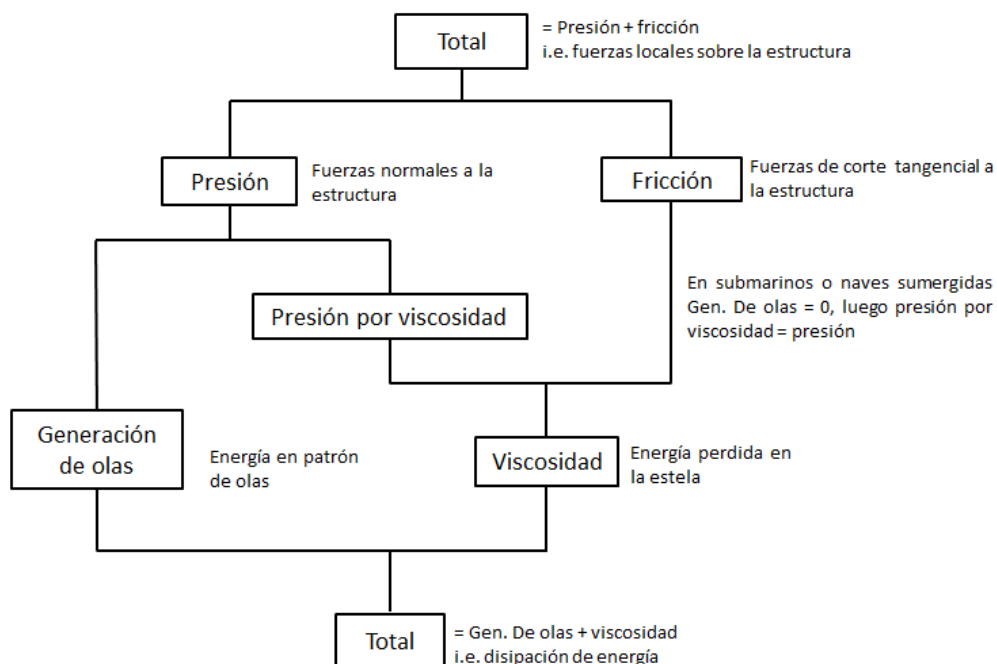 Total
= Presión + fricción
i.e. fuerzas locales sobre la estructura
Presión
Fuerzas normales a la
estructura
Fricción
Fuerzas de corte tangencial a
la estructura
Presión por viscosidad
En submarinos o naves sumergidas
Gen. De olas = 0, luego presión por
viscosidad = presión
Generación
de olas
Energía en patrón
de olas
Viscosidad
Energía perdida en
la estela
Total
= Gen. De olas + viscosidad
i.e. disipación de energía